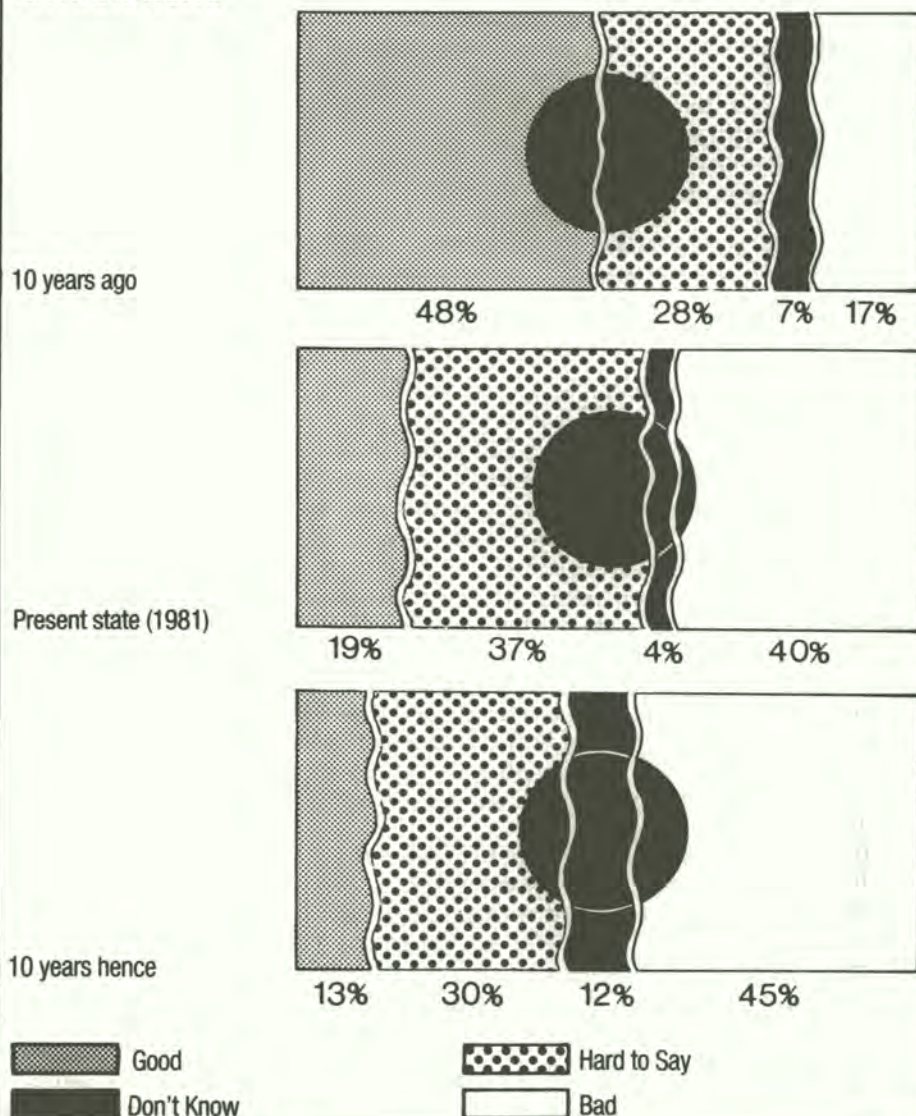 10 years ago
48% 28% 7% 17%
Present state (1981)
19% 37% 4% 40%
10 years hence
13% 30% 12% 45%
Good Hard to Say
Don't Know Bad